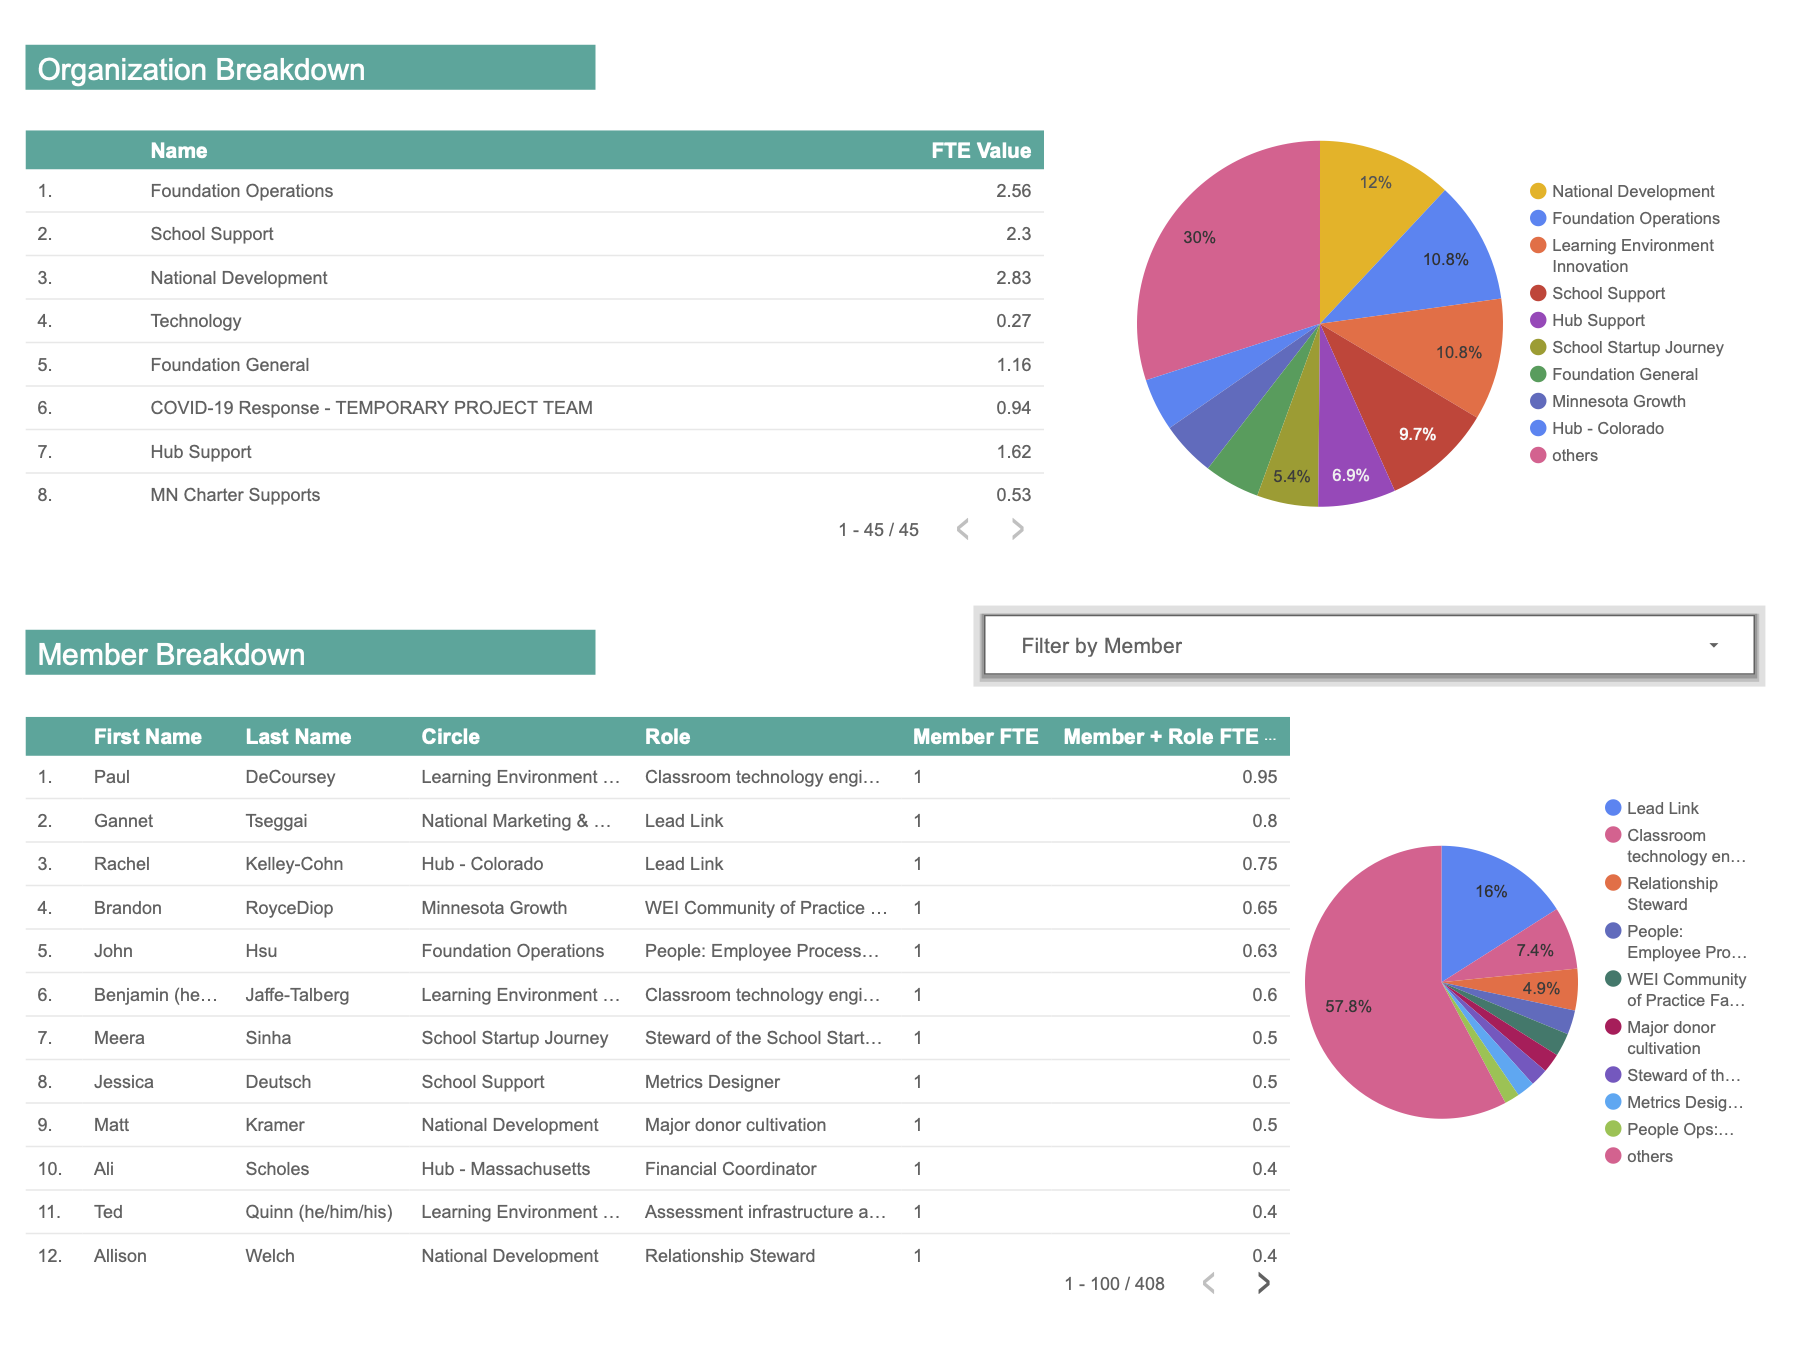 Organization Breakdown
Name FTE Value
1. Foundation Operations 2.56
2. School Support 2.3
3. National Development 2.83
4. Technology 0.27
5. Foundation General 1.16
6. COVID-19 Response - TEMPORARY PROJECT TEAM 0.94
7. Hub Support 1.62
8. MN Charter Supports 0.53
1 - 45 / 45
12%
10.8%
10.8%
9.7%
6.9%
5.4%
30%
National Development
Foundation Operations
Learning Environment
Innovation
School Support
Hub Support
School Startup Journey
Foundation General
Minnesota Growth
Hub - Colorado
others
Member Breakdown
Filter by Member
First Name Last Name Circle Role Member FTE Member + Role FTE ...
1. Paul DeCoursey Learning Environment ... Classroom technology engi... 1 0.95
2. Gannet Tseggai National Marketing & ... Lead Link 1 0.8
3. Rachel Kelley-Cohn Hub - Colorado Lead Link 1 0.75
4. Brandon RoyceDiop Minnesota Growth WEI Community of Practice ... 1 0.65
5. John Hsu Foundation Operations People: Employee Process... 1 0.63
6. Benjamin (he... Jaffe-Talberg Learning Environment ... Classroom technology engi... 1 0.6
7. Meera Sinha School Startup Journey Steward of the School Start... 1 0.5
8. Jessica Deutsch School Support Metrics Designer 1 0.5
9. Matt Kramer National Development Major donor cultivation 1 0.5
10. Ali Scholes Hub - Massachusetts Financial Coordinator 1 0.4
11. Ted Quinn (he/him/his) Learning Environment ... Assessment infrastructure a... 1 0.4
12. Allison Welch National Development Relationship Steward 1 0.4
1 - 100 / 408
16%
7.4%
4.9%
57.8%
Lead Link
Classroom
technology en...
Relationship
Steward
People:
Employee Pro...
WEI Community
of Practice Fa...
Major donor
cultivation
Steward of th...
Metrics Desig...
People Ops:...
others